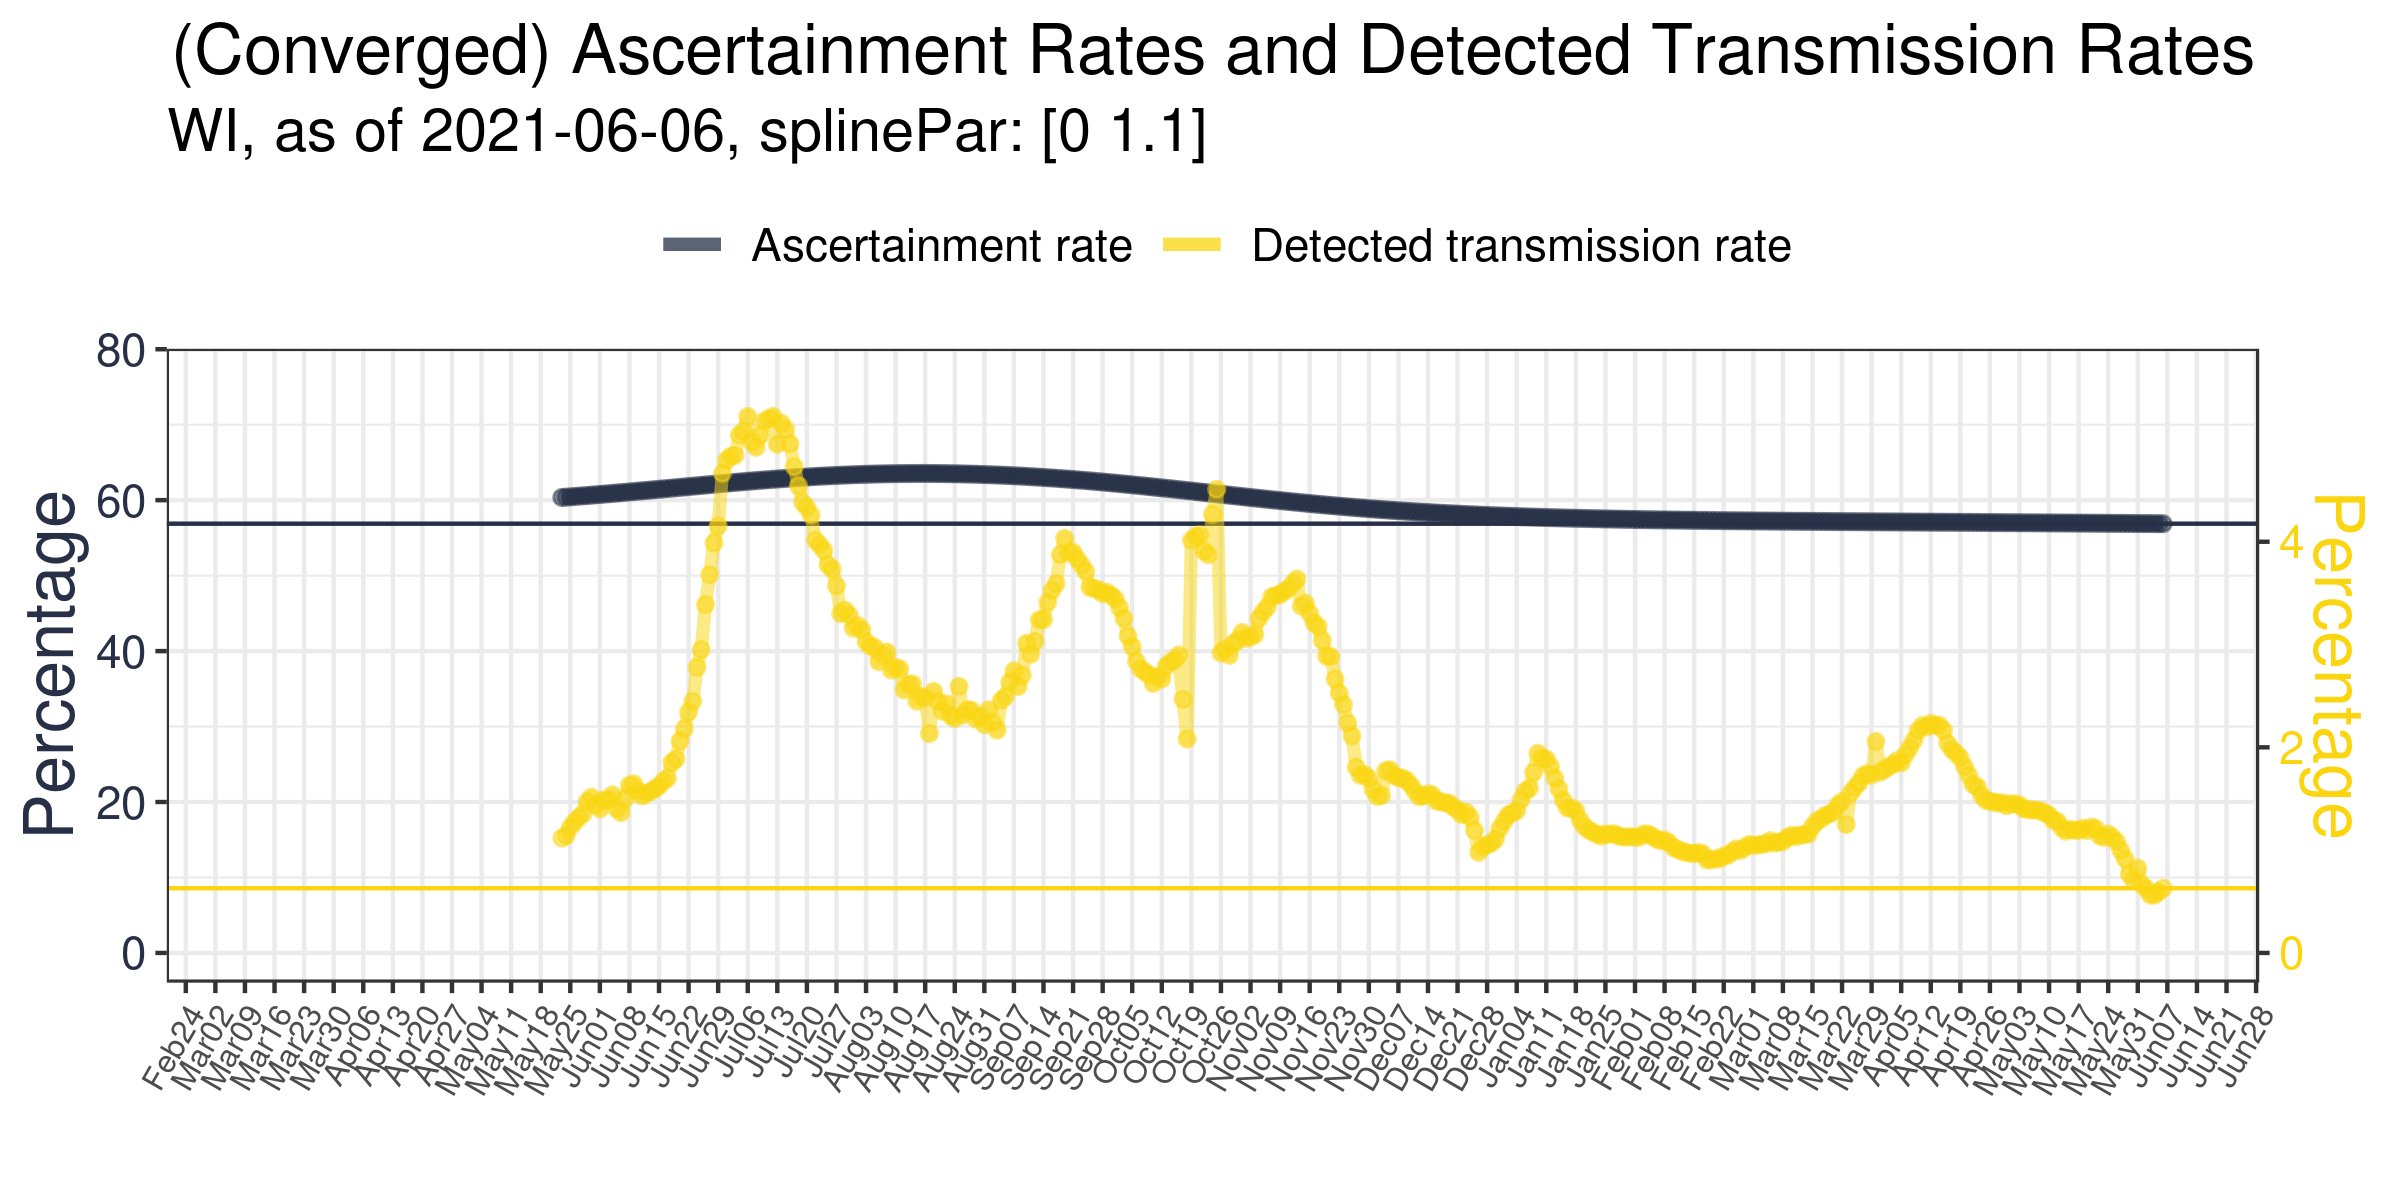 (Converged) Ascertainment Rates and Detected Transmission Rates
WI, as of 2021-06-06, splinePar: [0 1.1]
Ascertainment rate
Detected transmission rate
Percentage
80
60
40
20
0
4
2
0
Percentage
Feb24
Mar02
Mar09
Mar16
Mar23
Mar30
Apr06
Apr13
Apr20
Apr27
May04
May11
May18
May25
Jun01
Jun08
Jun15
Jun22
Jun29
Jul06
Jul13
Jul20
Jul27
Aug03
Aug10
Aug17
Aug24
Aug31
Sep07
Sep14
Sep21
Sep28
Oct05
Oct12
Oct19
Oct26
Nov02
Nov09
Nov16
Nov23
Nov30
Dec07
Dec14
Dec21
Dec28
Jan04
Jan11
Jan18
Jan25
Feb01
Feb08
Feb15
Feb22
Mar01
Mar08
Mar15
Mar22
Mar29
Apr05
Apr12
Apr19
Apr26
May03
May10
May17
May24
May31
Jun07
Jun14
Jun21
Jun28